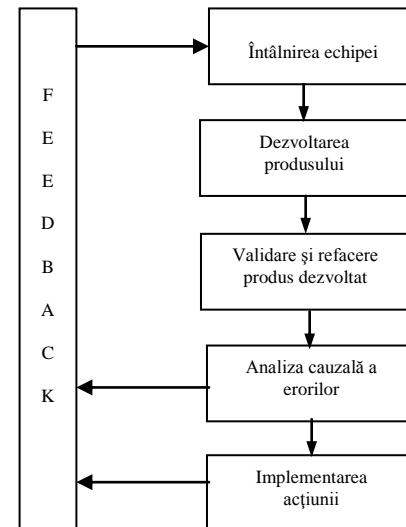 F
E
E
D
B
A
C
K
Întâlnirea echipei
Dezvoltarea
produsului
Validare şi refacere
produs dezvoltat
Analiza cauzală a
erorilor
Implementarea
acţiunii